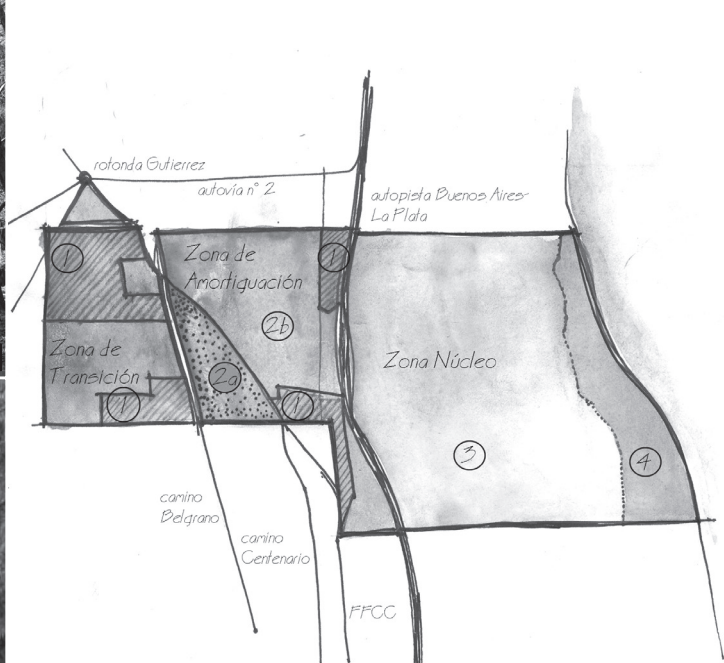 rotonda Gutierrez
autovía nº 2
autopista Buenos Aires-
La Plata
1
Zona de
Amortiguación
1
2b
Zona de
Transición
Zona Núcleo
2a
1
1
3
4
camino
Belgrano
camino
Centenario
FFCC